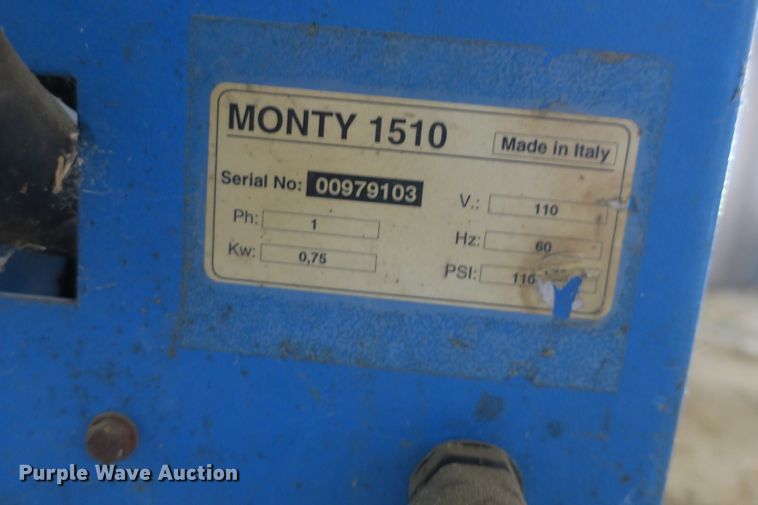 MONTY 1510
Made in Italy
Serial No: 00979103
V.: 110
Ph: 1
Hz: 60
Kw: 0,75
PSI:
Purple Wave Auction